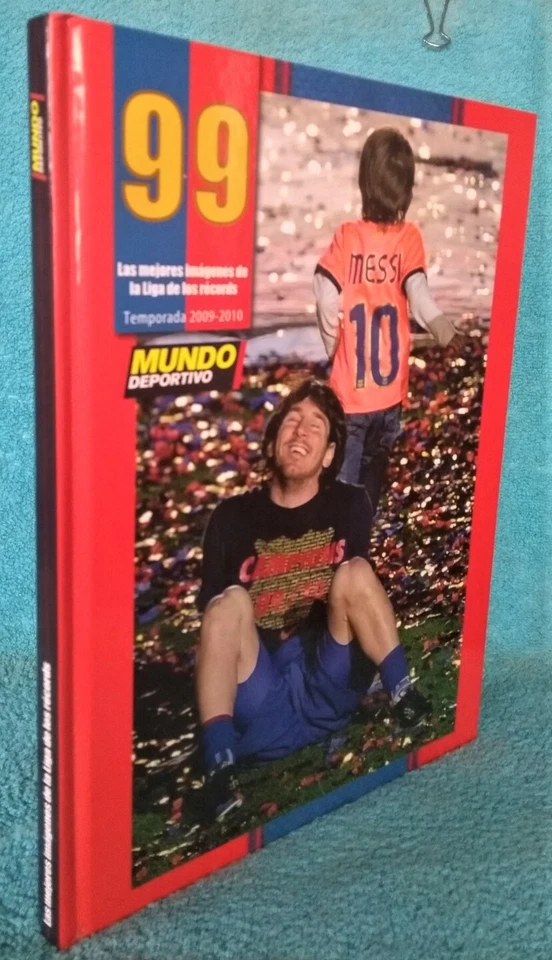 99
Las mejores imágenes de
la Liga de los récords
Temporada 2009-2010
MUNDO
DEPORTIVO
MESSI
10
MUNDO
Las mejores imágenes de la Liga de los récords